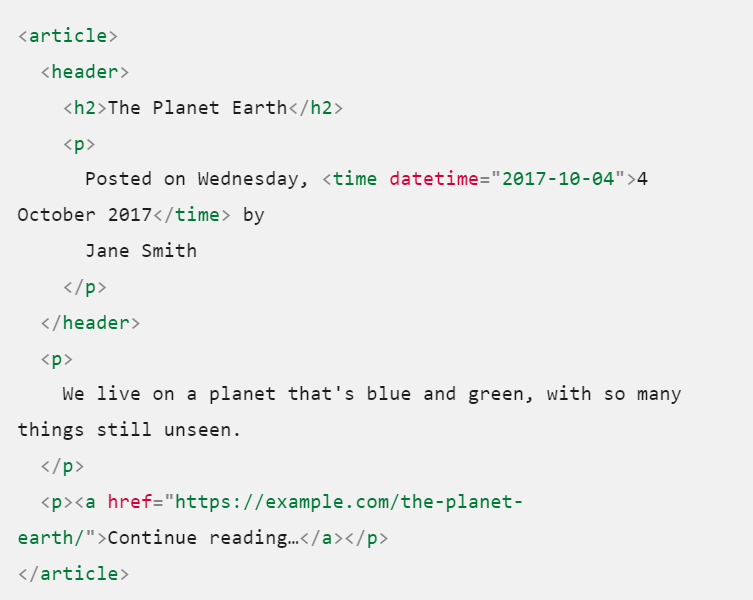 <article>
  <header>
    <h2>The Planet Earth</h2>
    <p>
      Posted on Wednesday, <time datetime="2017-10-04">4
October 2017</time> by
      Jane Smith
    </p>
  </header>
  <p>
    We live on a planet that's blue and green, with so many
things still unseen.
  </p>
  <p><a href="https://example.com/the-planet-
earth/">Continue reading…</a></p>
</article>